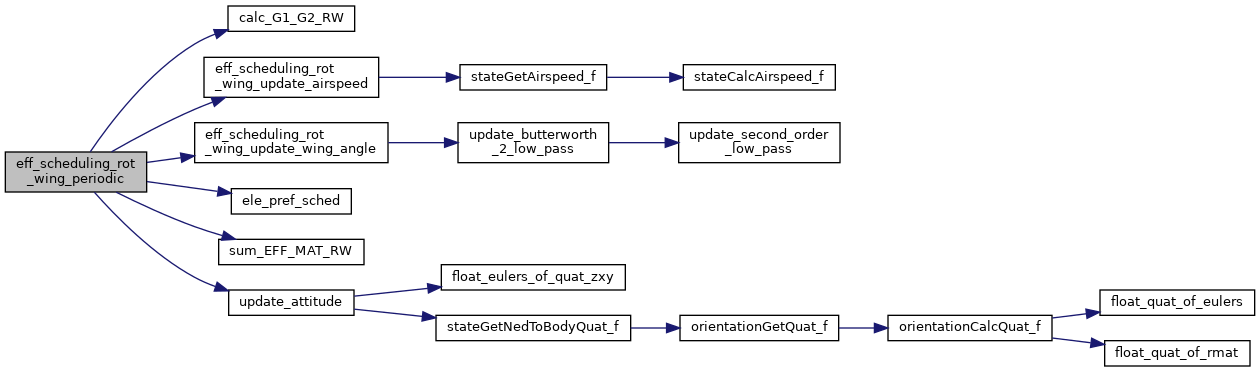 calc_G1_G2_RW
eff_scheduling_rot
_wing_update_airspeed
stateGetAirspeed_f
stateCalcAirspeed_f
eff_scheduling_rot
_wing_update_wing_angle
update_butterworth
_2_low_pass
update_second_order
_low_pass
eff_scheduling_rot
_wing_periodic
ele_pref_sched
sum_EFF_MAT_RW
update_attitude
float_eulers_of_quat_zxy
stateGetNedToBodyQuat_f
orientationGetQuat_f
orientationCalcQuat_f
float_quat_of_eulers
float_quat_of_rmat